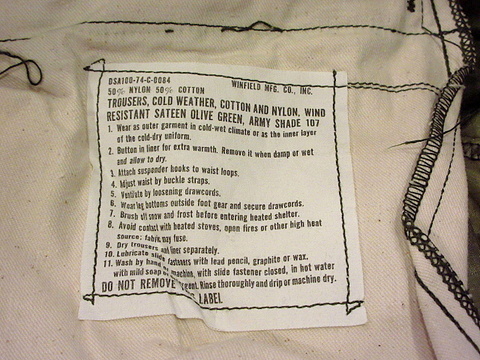 DSA100-74-C-0084
50% NYLON 50% COTTON WINFIELD MFG. CO., INC.
TROUSERS, COLD WEATHER, COTTON AND NYLON, WIND
RESISTANT SATEEN OLIVE GREEN, ARMY SHADE 107
1. Wear as outer garment in cold-wet climate or as the inner layer
of the cold-dry uniform.
2. Button in liner for extra warmth. Remove it when damp or wet
and allow to dry.
3. Attach suspender hooks to waist loops.
4. Adjust waist by buckle straps.
5. Ventilate by loosening drawcords.
6. Wear leg bottoms outside foot gear and secure drawcords.
7. Brush off snow and frost before entering heated shelter.
8. Avoid contact with heated stoves, open fires or other high heat
source; fabric may fuse.
9. Dry trousers and liner separately.
10. Lubricate slide fasteners with lead pencil, graphite or wax.
11. Wash by hand machine, with slide fastener closed, in hot water
with mild soap Rinse thoroughly and drip or machine dry.
DO NOT REMOVE LABEL